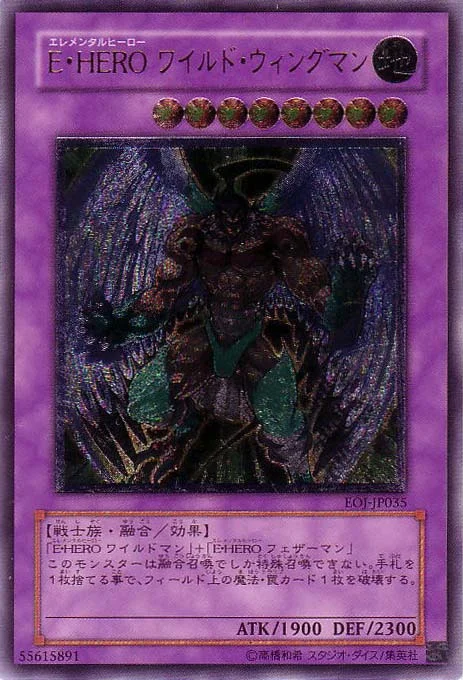 エレメンタルヒーロー
E・HERO ワイルド・ウィングマン
地
EOJ-JP035
【戦士族・融合／効果】
「E・HERO ワイルドマン」＋「E・HERO フェザーマン」
このモンスターは融合召喚でしか特殊召喚できない。手札を
1枚捨てる事で、フィールド上の魔法・罠カード1枚を破壊する。
ATK/1900 DEF/2300
55615891
©高橋和希 スタジオ・ダイス/集英社